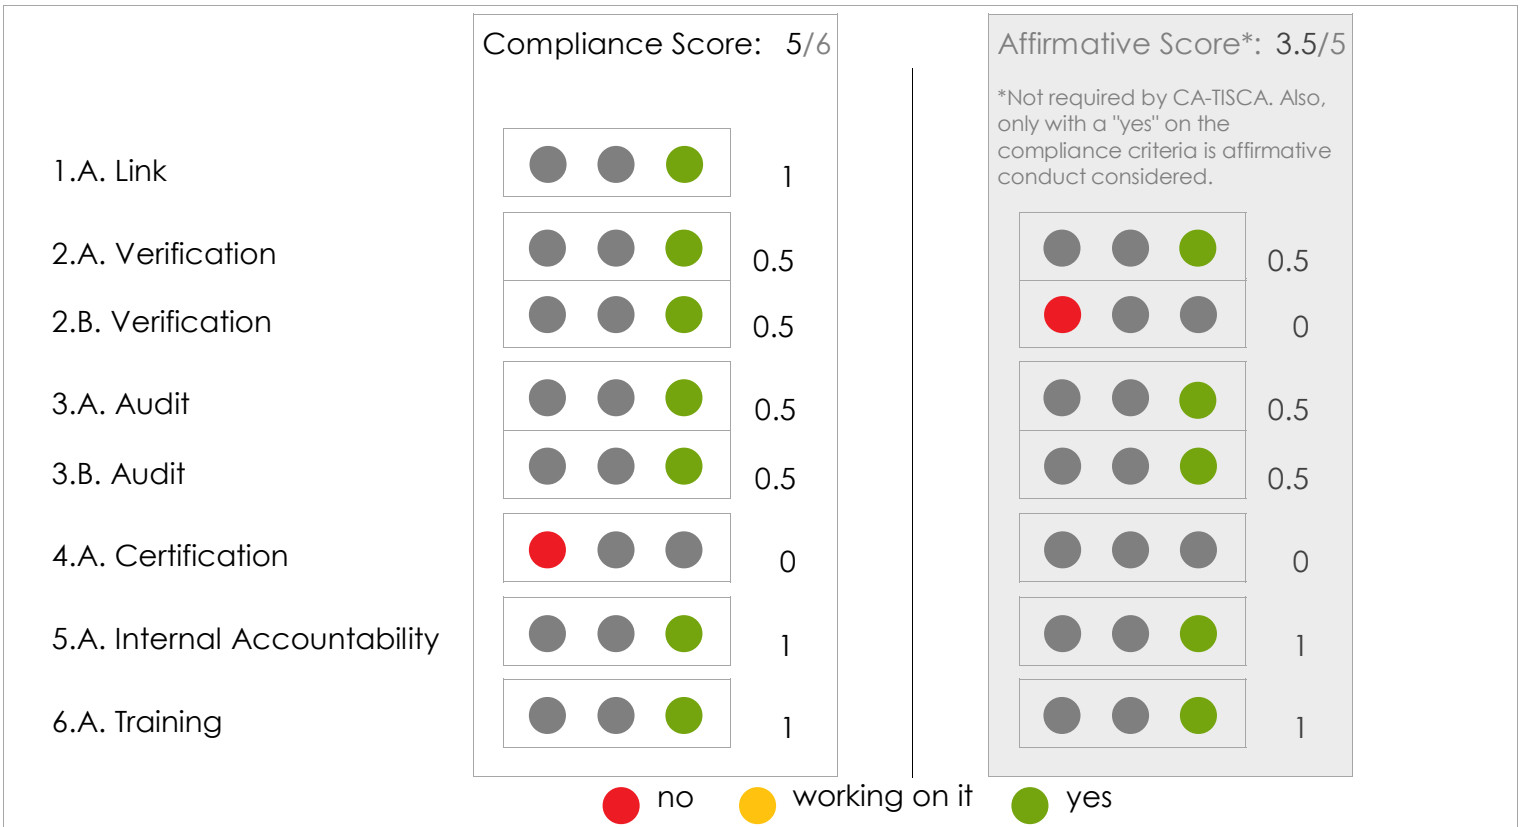 Compliance Score: 5/6
Affirmative Score*: 3.5/5
*Not required by CA-TISCA. Also,
only with a "yes" on the
compliance criteria is affirmative
conduct considered.
1.A. Link 1
2.A. Verification 0.5 0.5
2.B. Verification 0.5 0
3.A. Audit 0.5 0.5
3.B. Audit 0.5 0.5
4.A. Certification 0 0
5.A. Internal Accountability 1 1
6.A. Training 1 1
no working on it yes